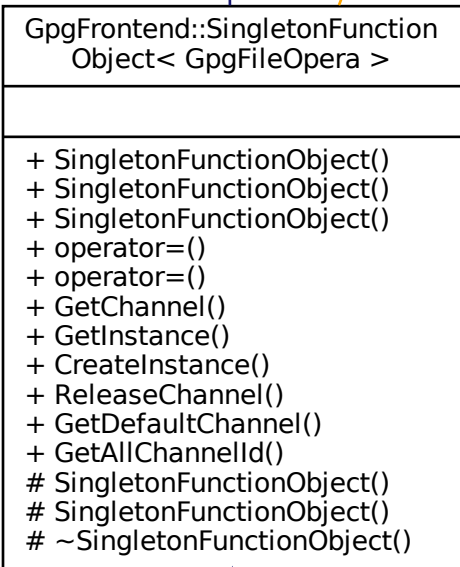 GpgFrontend::SingletonFunction
Object< GpgFileOpera >
+ SingletonFunctionObject()
+ SingletonFunctionObject()
+ SingletonFunctionObject()
+ operator=()
+ operator=()
+ GetChannel()
+ GetInstance()
+ CreateInstance()
+ ReleaseChannel()
+ GetDefaultChannel()
+ GetAllChannelId()
# SingletonFunctionObject()
# SingletonFunctionObject()
# ~SingletonFunctionObject()